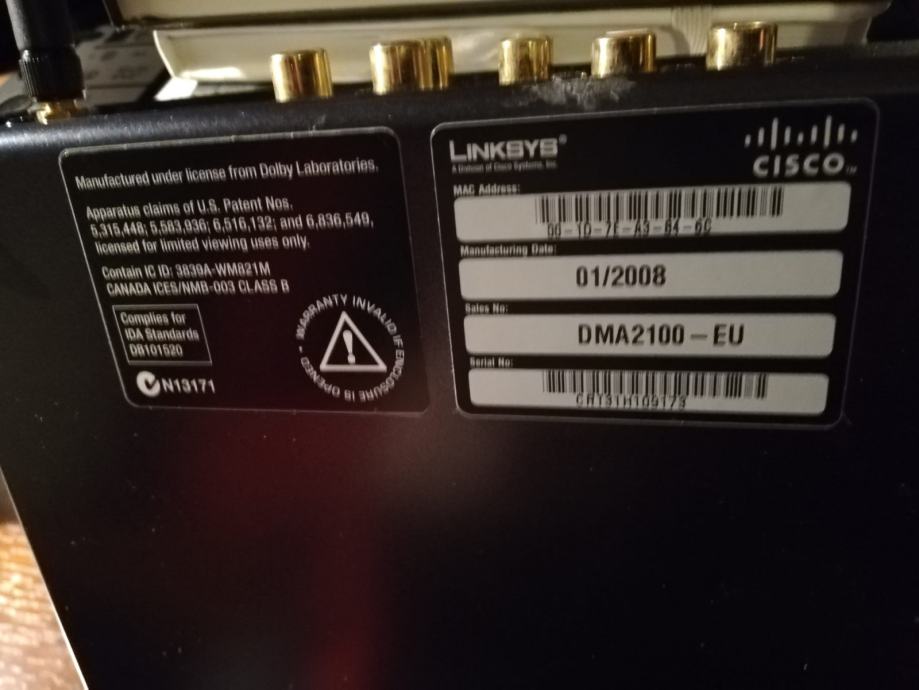 Manufactured under license from Dolby Laboratories.
Apparatus claims of U.S. Patent Nos.
5,315,448; 5,583,936; 6,516,132; and 6,836,549,
licensed for limited viewing uses only.
Contain IC ID: 3839A-WM821M
CANADA ICES/NMB-003 CLASS B
Complies for
IDA Standards
DB101520
N13171
WARRANTY INVALID IF ENCLOSURE IS OPENED •
LINKSYS®
A Division of Cisco Systems, Inc.
CISCO™
MAC Address:
00-1D-7E-A3-64-6C
Manufacturing Date:
01/2008
Sales No:
DMA2100-EU
Serial No: